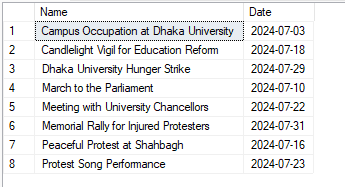 Name Date
1 Campus Occupation at Dhaka University 2024-07-03
2 Candlelight Vigil for Education Reform 2024-07-18
3 Dhaka University Hunger Strike 2024-07-29
4 March to the Parliament 2024-07-10
5 Meeting with University Chancellors 2024-07-22
6 Memorial Rally for Injured Protesters 2024-07-31
7 Peaceful Protest at Shahbagh 2024-07-16
8 Protest Song Performance 2024-07-23